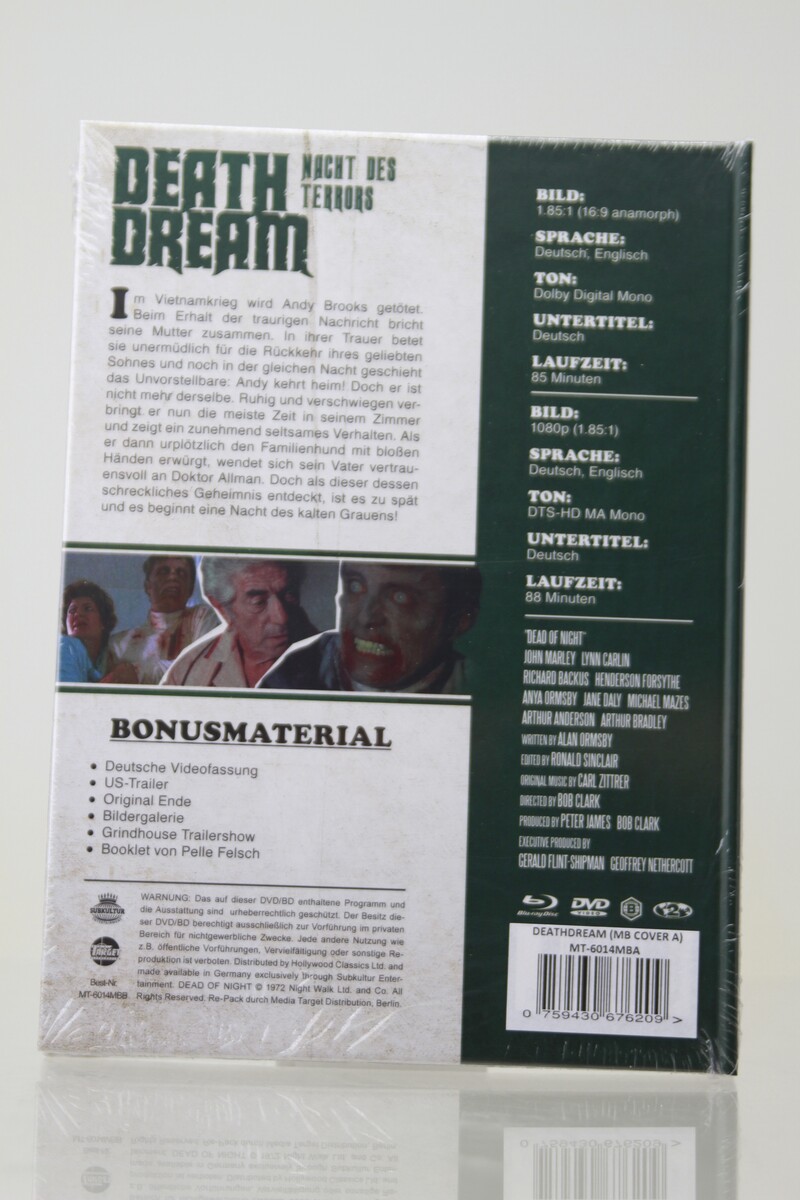 DEATH DREAM
NACHT DES TERRORS
Im Vietnamkrieg wird Andy Brooks getötet.
Beim Erhalt der traurigen Nachricht bricht
seine Mutter zusammen. In ihrer Trauer betet
sie unermüdlich für die Rückkehr ihres geliebten
Sohnes und noch in der gleichen Nacht geschieht
das Unvorstellbare: Andy kehrt heim! Doch er ist
nicht mehr derselbe. Ruhig und verschwiegen ver-
bringt er nun die meiste Zeit in seinem Zimmer
und zeigt ein zunehmend seltsames Verhalten. Als
er dann urplötzlich den Familienhund mit bloßen
Händen erwürgt, wendet sich sein Vater vertrau-
ensvoll an Doktor Allman. Doch als dieser dessen
schreckliches Geheimnis entdeckt, ist es zu spät
und es beginnt eine Nacht des kalten Grauens!
BONUSMATERIAL
• Deutsche Videofassung
• US-Trailer
• Original Ende
• Bildergalerie
• Grindhouse Trailershow
• Booklet von Pelle Felsch
SUBKULTUR
TARGET
Best-Nr.
MT-6014MBB
WARNUNG: Das auf dieser DVD/BD enthaltene Programm und
die Ausstattung sind urheberrechtlich geschützt. Der Besitz die-
ser DVD/BD berechtigt ausschließlich zur Vorführung im privaten
Bereich für nichtgewerbliche Zwecke. Jede andere Nutzung wie
z.B. öffentliche Vorführungen, Vervielfältigung oder sonstige Re-
produktion ist verboten. Distributed by Hollywood Classics Ltd. and
made available in Germany exclusively through Subkultur Enter-
tainment. DEAD OF NIGHT © 1972 Night Walk Ltd. and Co. All
Rights Reserved. Re-Pack durch Media Target Distribution, Berlin.
BILD:
1.85:1 (16:9 anamorph)
SPRACHE:
Deutsch, Englisch
TON:
Dolby Digital Mono
UNTERTITEL:
Deutsch
LAUFZEIT:
85 Minuten
BILD:
1080p (1.85:1)
SPRACHE:
Deutsch, Englisch
TON:
DTS-HD MA Mono
UNTERTITEL:
Deutsch
LAUFZEIT:
88 Minuten
"DEAD OF NIGHT"
JOHN MARLEY LYNN CARLIN
RICHARD BACKUS HENDERSON FORSYTHE
ANYA ORMSBY JANE DALY MICHAEL MAZES
ARTHUR ANDERSON ARTHUR BRADLEY
WRITTEN BY ALAN ORMSBY
EDITED BY RONALD SINCLAIR
ORIGINAL MUSIC BY CARL ZITTRER
DIRECTED BY BOB CLARK
PRODUCED BY PETER JAMES BOB CLARK
EXECUTIVE PRODUCED BY
GERALD FLINT-SHIPMAN GEOFFREY NETHERCOTT
Blu-ray Disc DVD VIDEO B 2
DEATHDREAM (MB COVER A)
MT-6014MBA
0 759430 676209 >